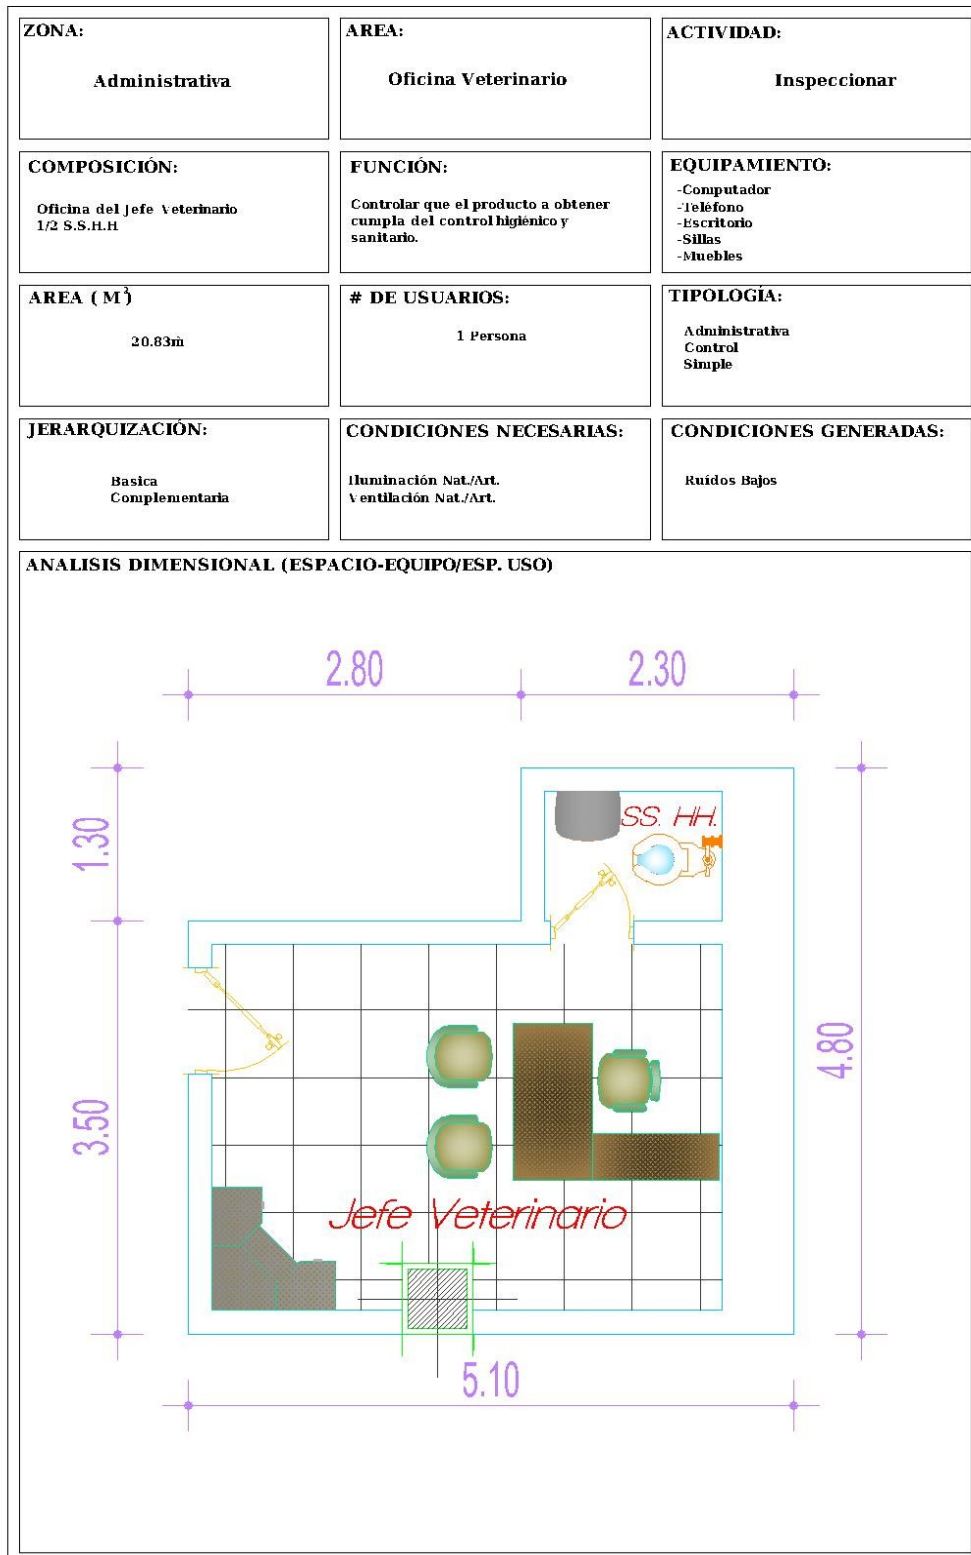 ZONA:
Administrativa
AREA:
Oficina Veterinario
ACTIVIDAD:
Inspeccionar
COMPOSICIÓN:
Oficina del Jefe Veterinario
1/2 S.S.H.H
FUNCIÓN:
Controlar que el producto a obtener
cumpla del control higiénico y
sanitario.
EQUIPAMIENTO:
-Computador
-Teléfono
-Escritorio
-Sillas
-Muebles
AREA ( M²)
20.83m²
# DE USUARIOS:
1 Persona
TIPOLOGÍA:
Administrativa
Control
Simple
JERARQUIZACIÓN:
Basica
Complementaria
CONDICIONES NECESARIAS:
Iluminación Nat./Art.
Ventilación Nat./Art.
CONDICIONES GENERADAS:
Ruídos Bajos
ANALISIS DIMENSIONAL (ESPACIO-EQUIPO/ESP. USO)
2.80
2.30
1.30
SS. HH.
3.50
4.80
Jefe Veterinario
5.10